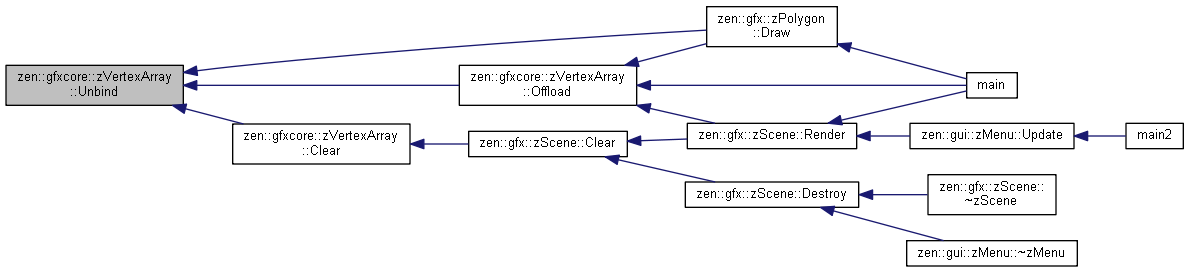 zen::gfxcore::zVertexArray
::Unbind
zen::gfx::zPolygon
::Draw
zen::gfxcore::zVertexArray
::Offload
main
zen::gfxcore::zVertexArray
::Clear
zen::gfx::zScene::Clear
zen::gfx::zScene::Render
zen::gui::zMenu::Update
main2
zen::gfx::zScene::Destroy
zen::gfx::zScene::
~zScene
zen::gui::zMenu::~zMenu